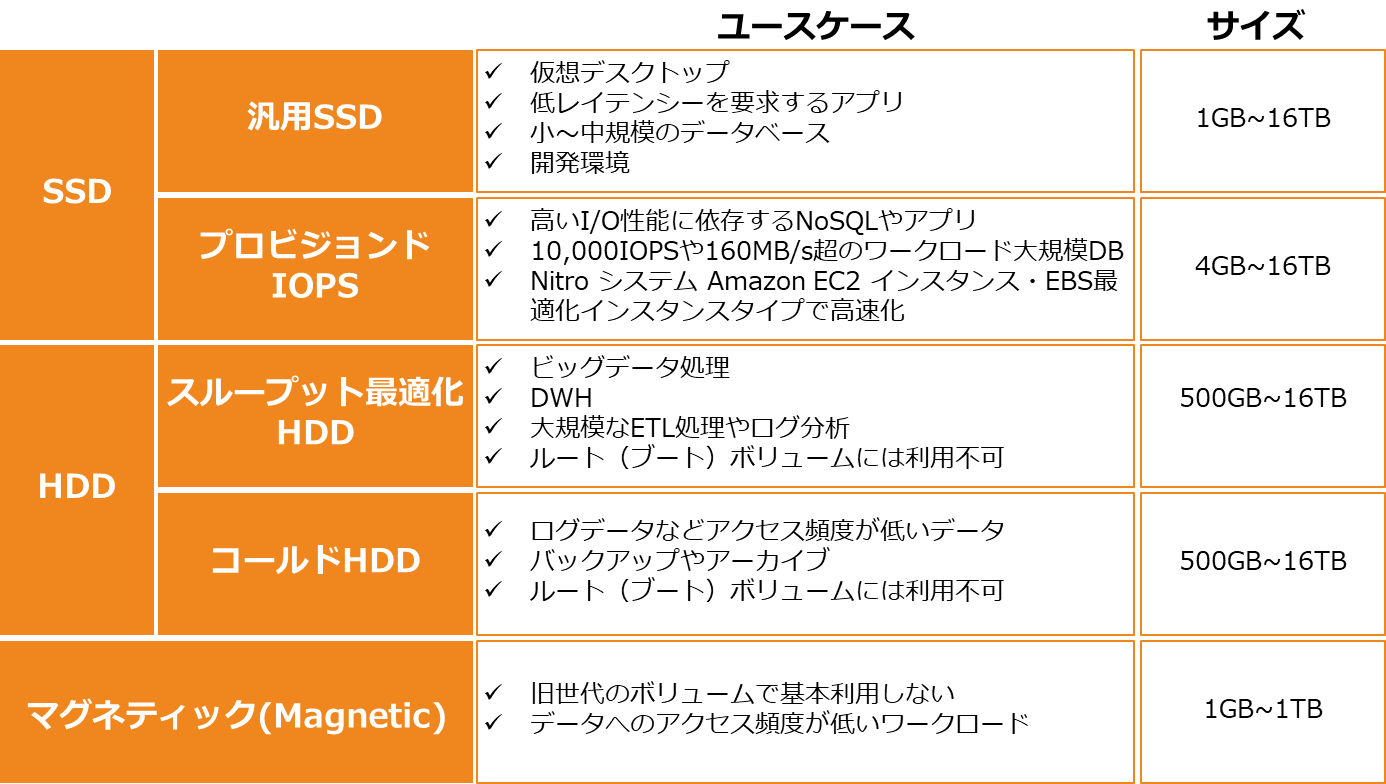 ユースケース
サイズ
SSD
汎用SSD
✓ 仮想デスクトップ
✓ 低レイテンシーを要求するアプリ
✓ 小～中規模のデータベース
✓ 開発環境
1GB~16TB
プロビジョンド
IOPS
✓ 高いI/O性能に依存するNoSQLやアプリ
✓ 10,000IOPSや160MB/s超のワークロード大規模DB
✓ Nitro システム Amazon EC2 インスタンス・EBS最
適化インスタンスタイプで高速化
4GB~16TB
HDD
スループット最適化
HDD
✓ ビッグデータ処理
✓ DWH
✓ 大規模なETL処理やログ分析
✓ ルート（ブート）ボリュームには利用不可
500GB~16TB
コールドHDD
✓ ログデータなどアクセス頻度が低いデータ
✓ バックアップやアーカイブ
✓ ルート（ブート）ボリュームには利用不可
500GB~16TB
マグネティック(Magnetic)
✓ 旧世代のボリュームで基本利用しない
✓ データへのアクセス頻度が低いワークロード
1GB~1TB